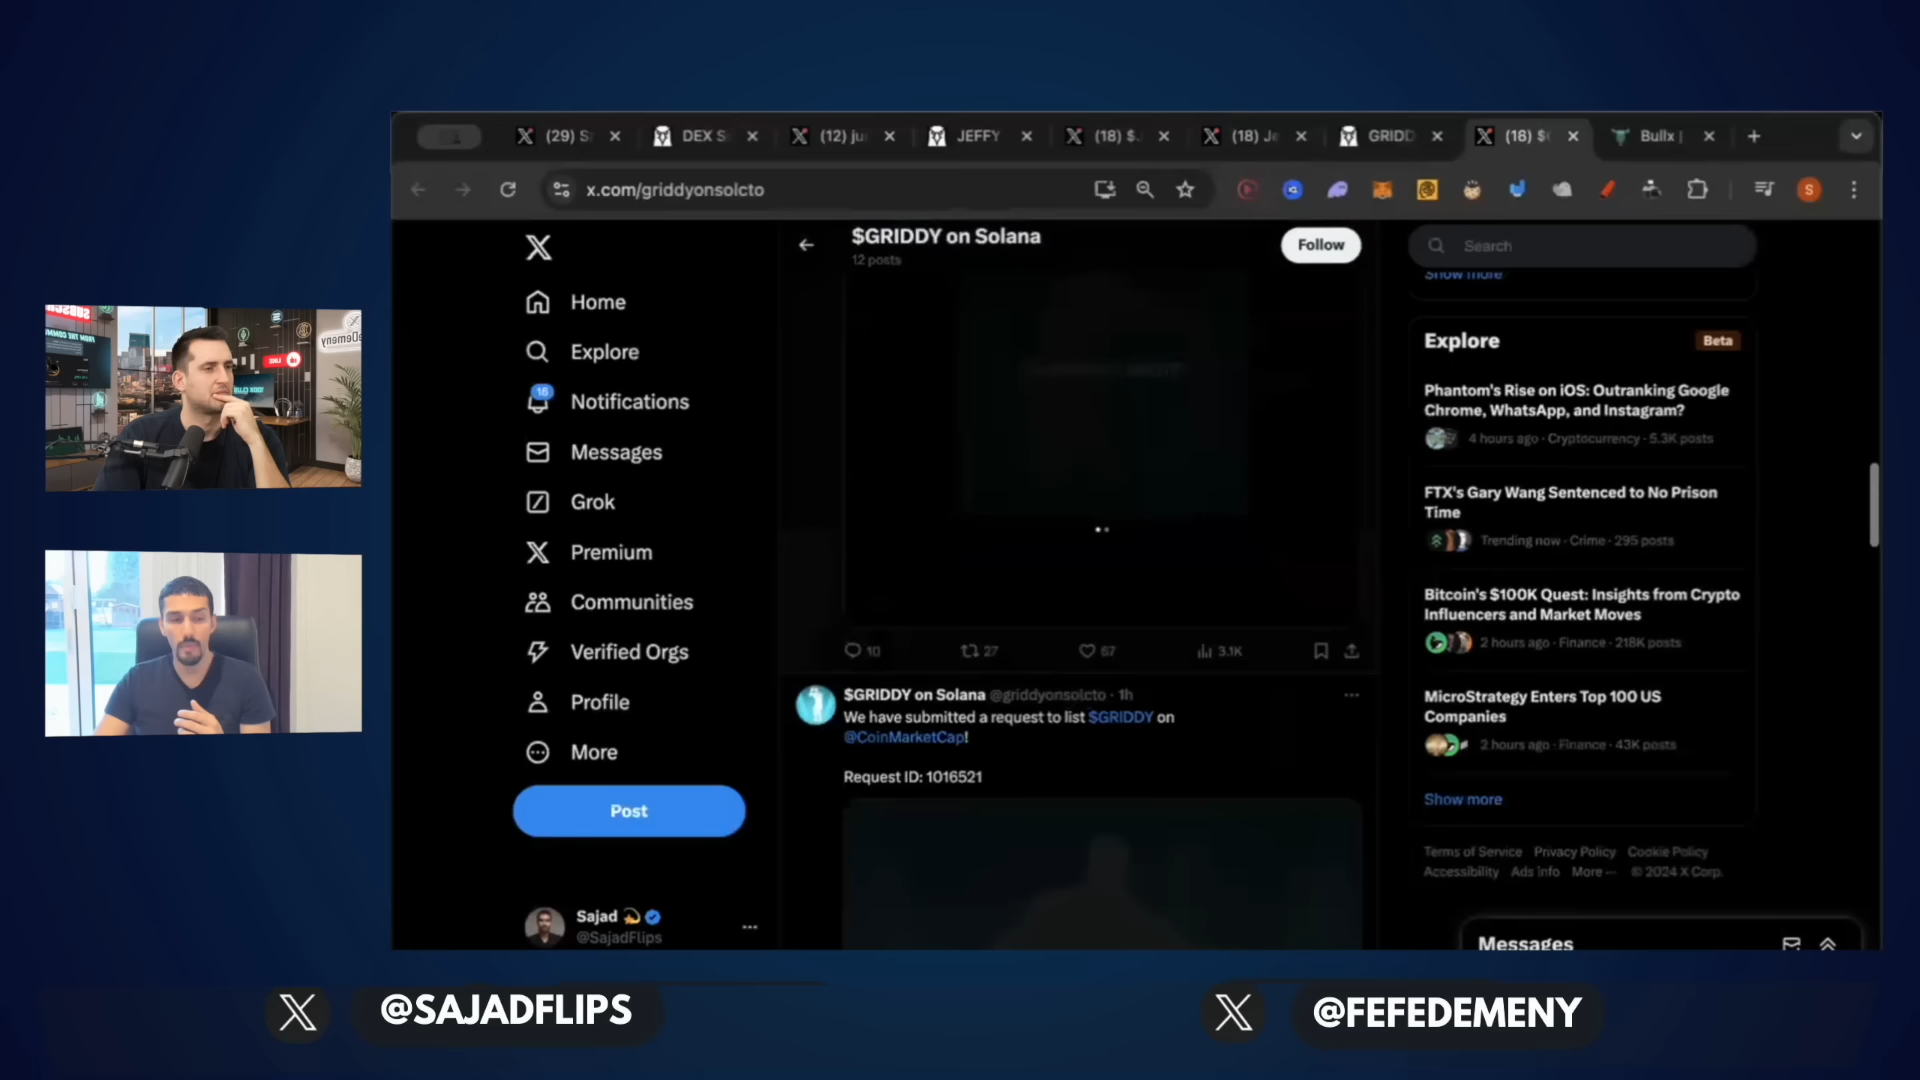 (29) S
DEX S
(12) ju
JEFFY
(18) $.
(18) Je
GRIDD
(18) $
Bullx |
x.com/griddyonsolcto
S
$GRIDDY on Solana
12 posts
Follow
Search
Show more
Home
Explore
16
Notifications
Messages
Grok
Premium
Communities
Verified Orgs
Profile
More
Post
Sajad
@SajadFlips
10
27
67
3.1K
$GRIDDY on Solana @griddyonsolcto · 1h
We have submitted a request to list $GRIDDY on
@CoinMarketCap!
Request ID: 1016521
Explore
Beta
Phantom's Rise on iOS: Outranking Google
Chrome, WhatsApp, and Instagram?
4 hours ago · Cryptocurrency · 5.3K posts
FTX's Gary Wang Sentenced to No Prison
Time
Trending now · Crime · 295 posts
Bitcoin's $100K Quest: Insights from Crypto
Influencers and Market Moves
2 hours ago · Finance · 218K posts
MicroStrategy Enters Top 100 US
Companies
2 hours ago · Finance · 43K posts
Show more
Terms of Service Privacy Policy Cookie Policy
Accessibility Ads info More ··· © 2024 X Corp.
Messages
@SAJADFLIPS
@FEFEDEMENY